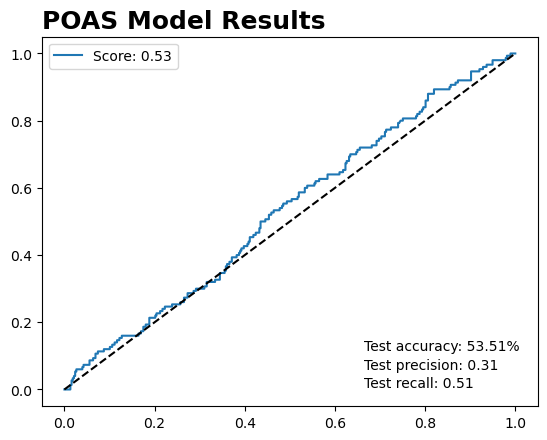 POAS Model Results
Score: 0.53
1.0
0.8
0.6
0.4
0.2
0.0
Test accuracy: 53.51%
Test precision: 0.31
Test recall: 0.51
0.0 0.2 0.4 0.6 0.8 1.0